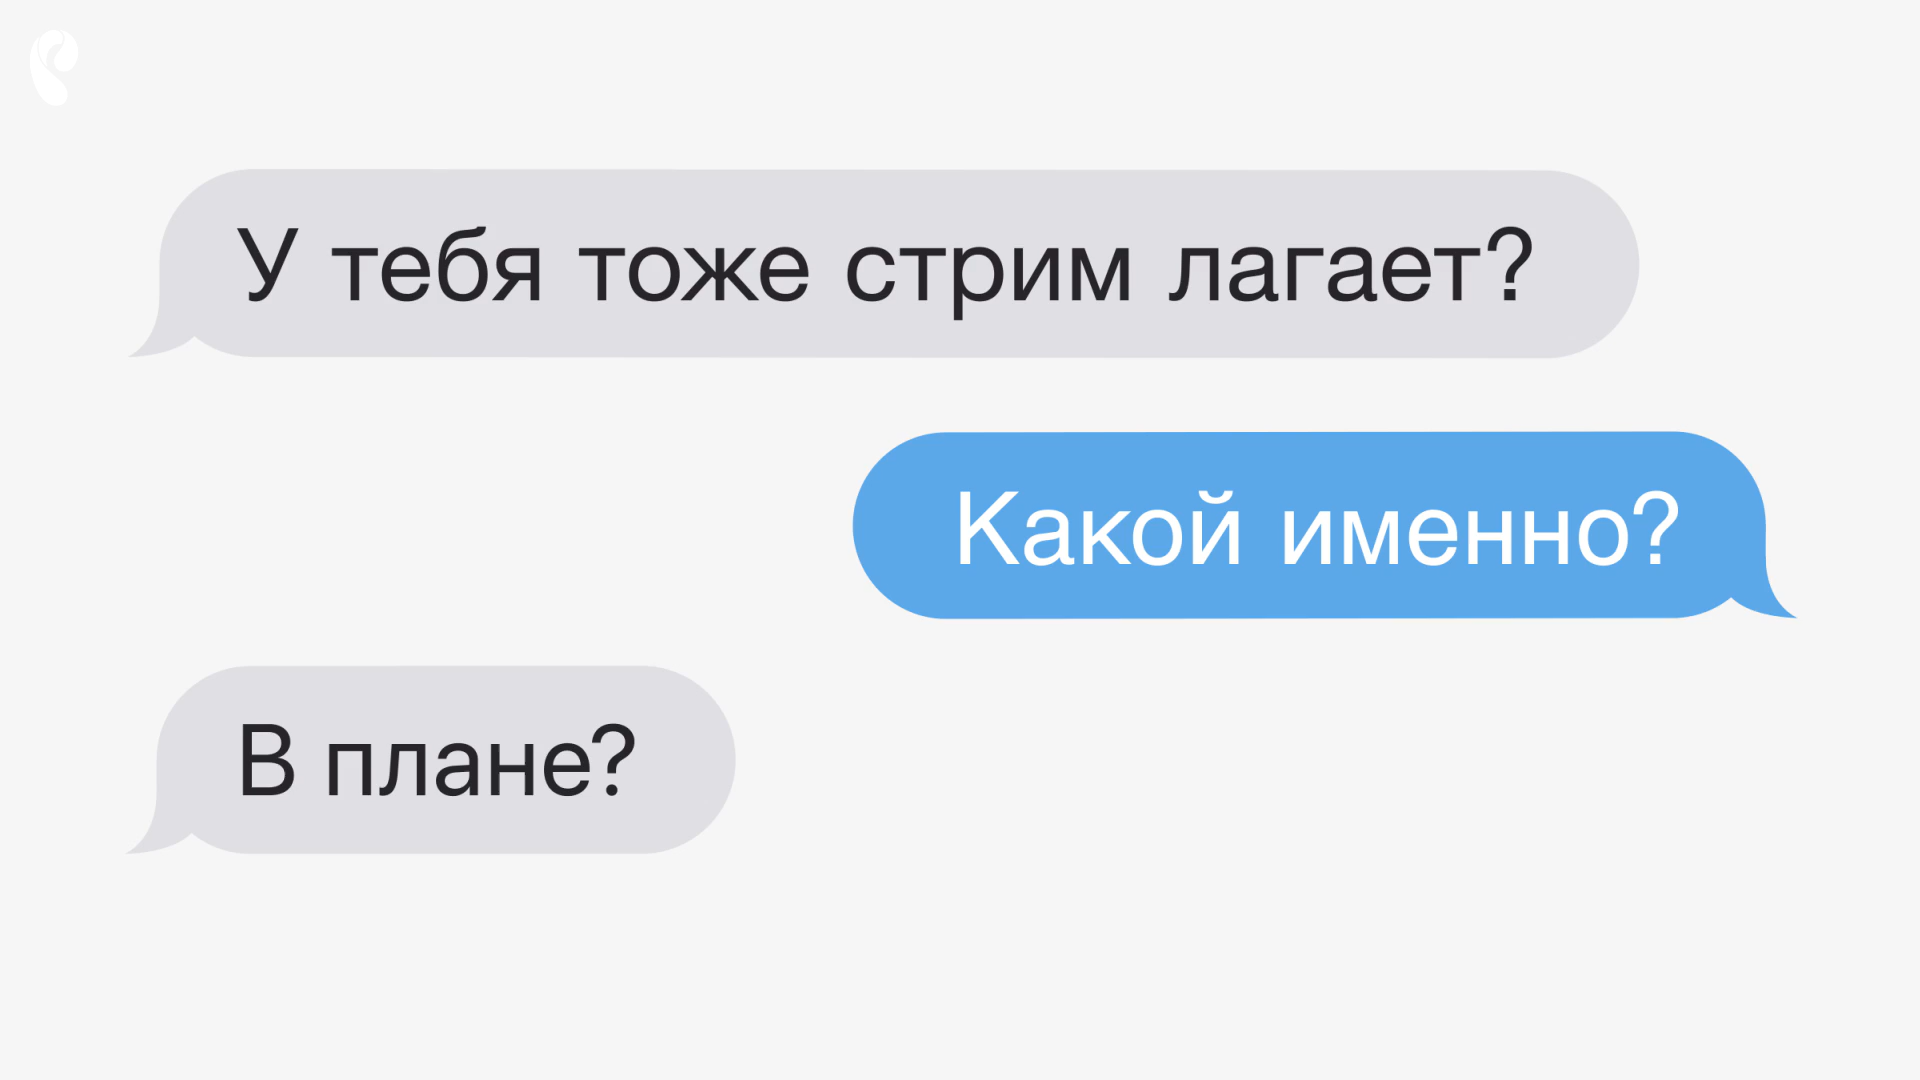 У тебя тоже стрим лагает?
Какой именно?
В плане?